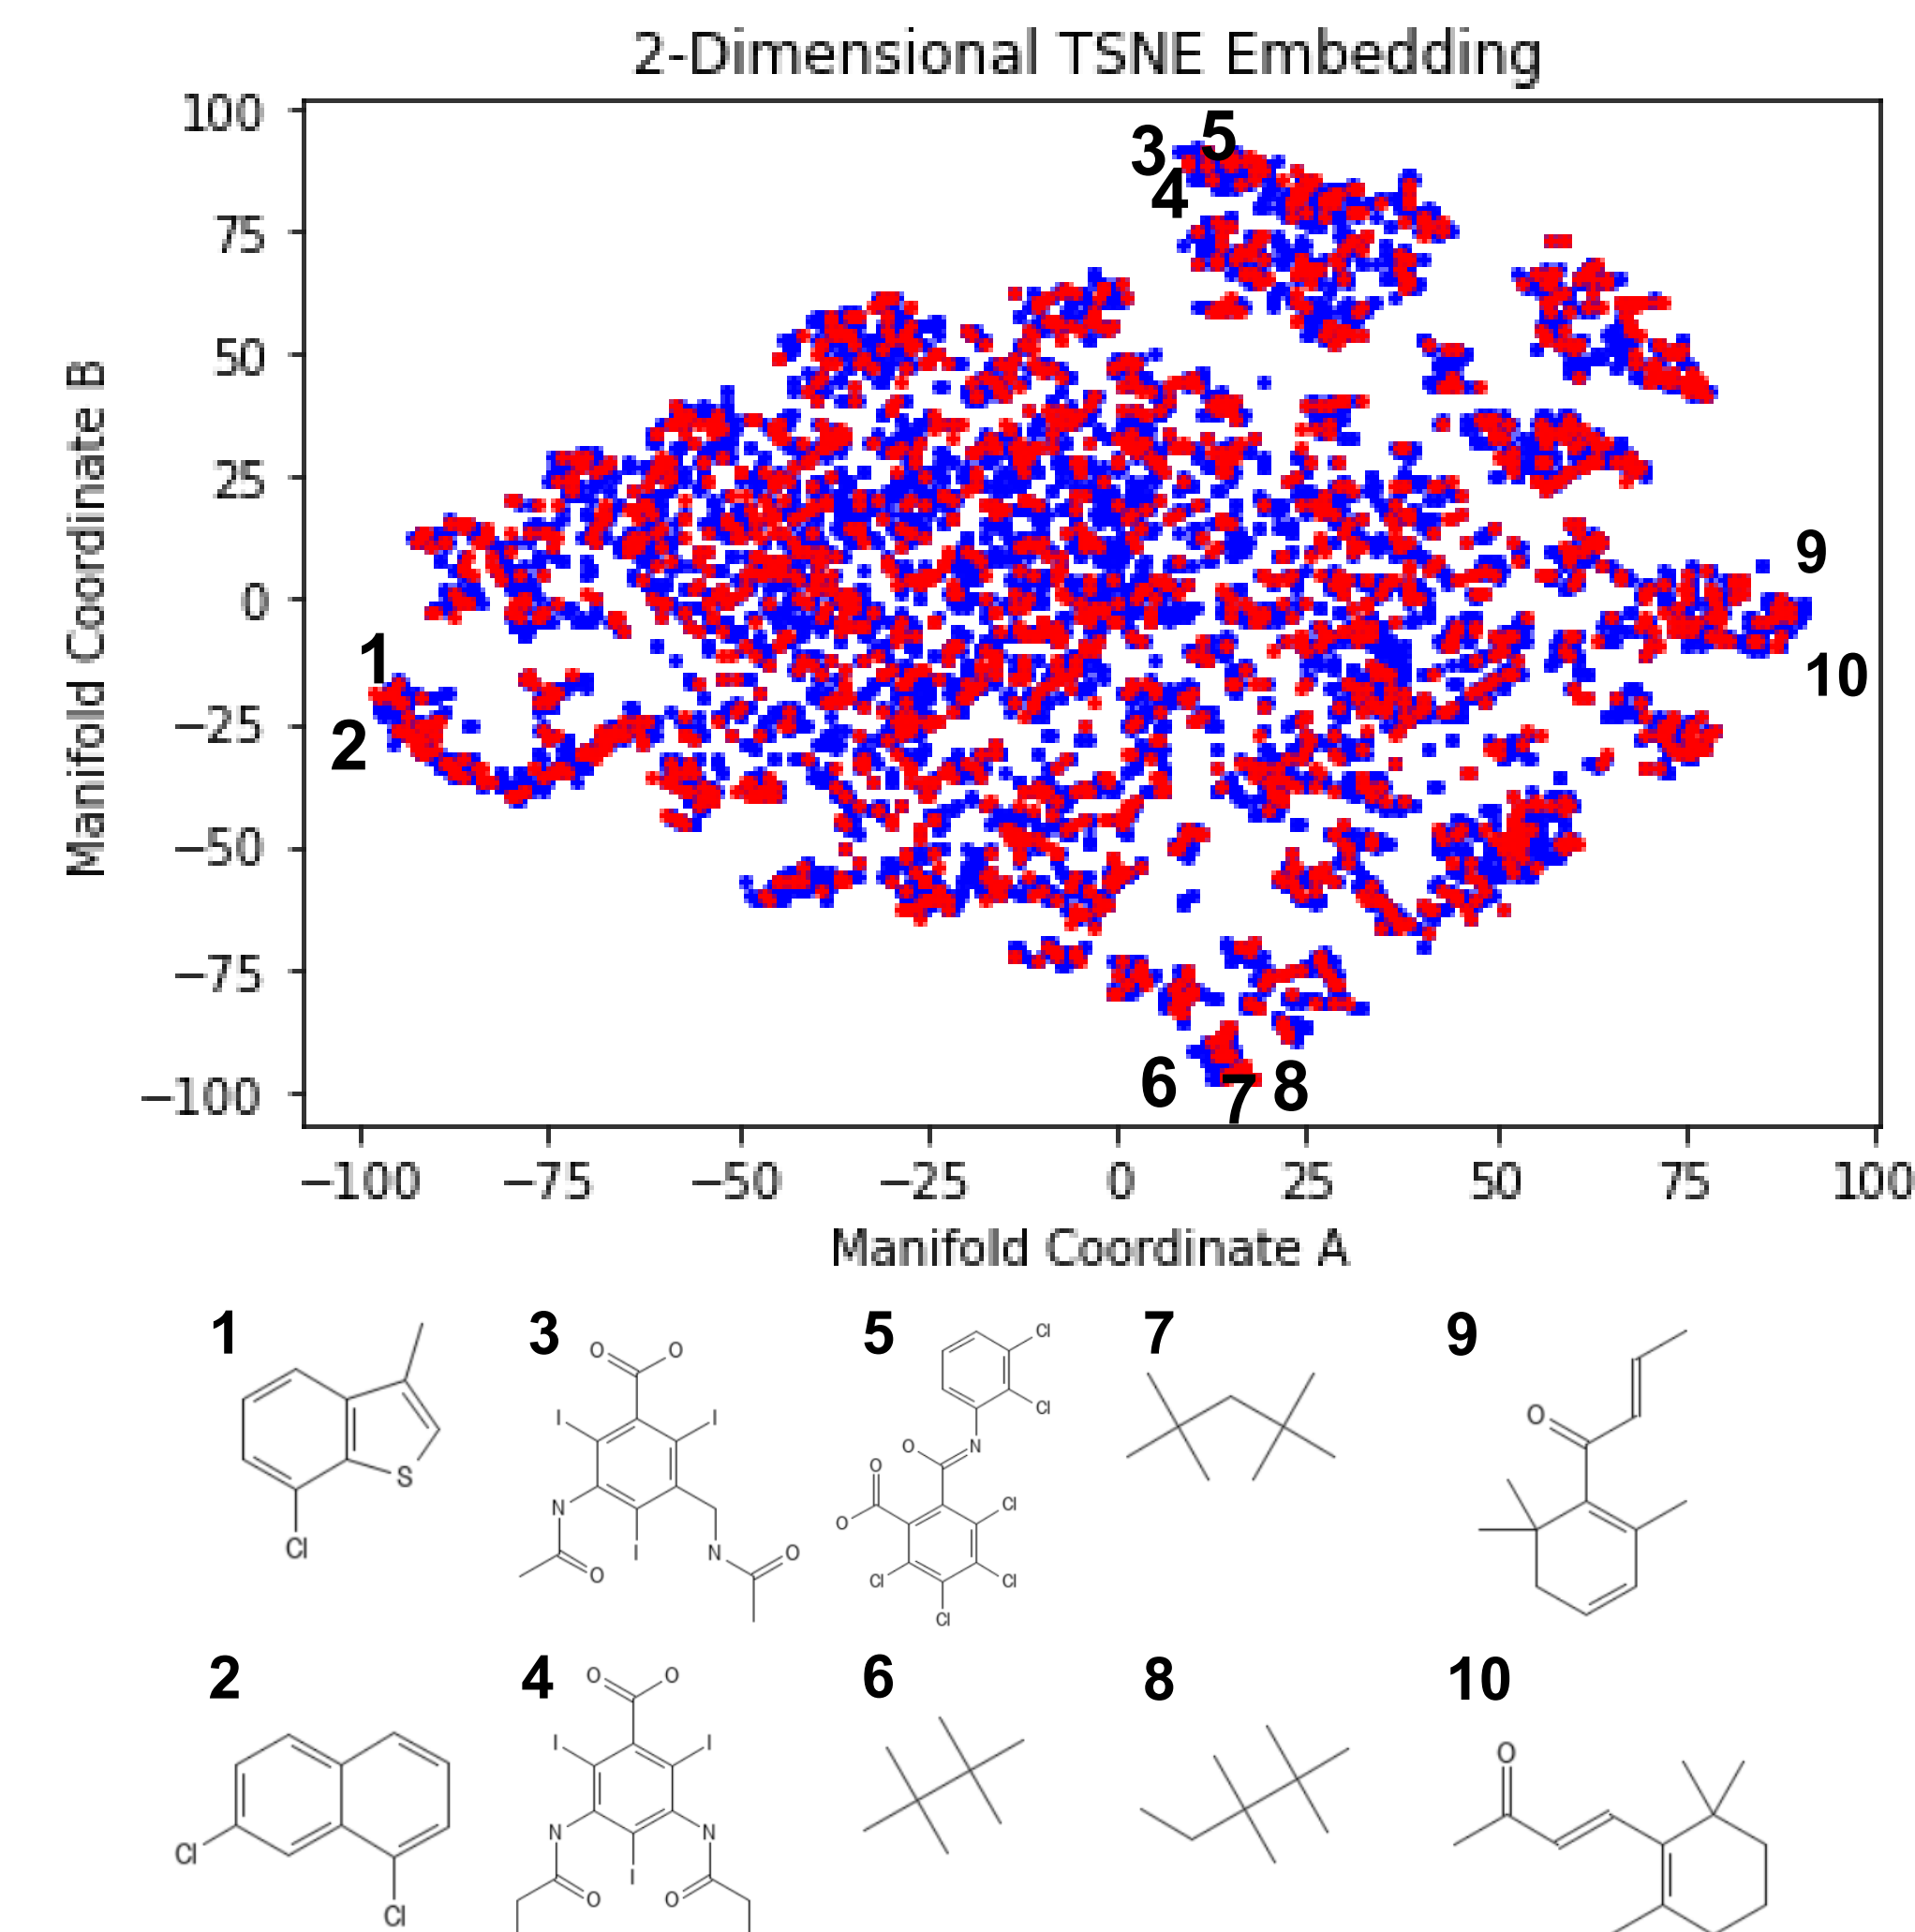 2-Dimensional TSNE Embedding
100
75
50
25
0
−25
−50
−75
−100
Manifold Coordinate B
3 5
4
9
10
1
2
6 7 8
−100 −75 −50 −25 0 25 50 75 100
Manifold Coordinate A
1 3 5 7 9
O O
I I
N
I
N
O
O
Cl
S
Cl
Cl
N
O
O
O
Cl
Cl
Cl
Cl
O
2 4 6 8 10
Cl
Cl
O O
I I
N N
I
O O
O